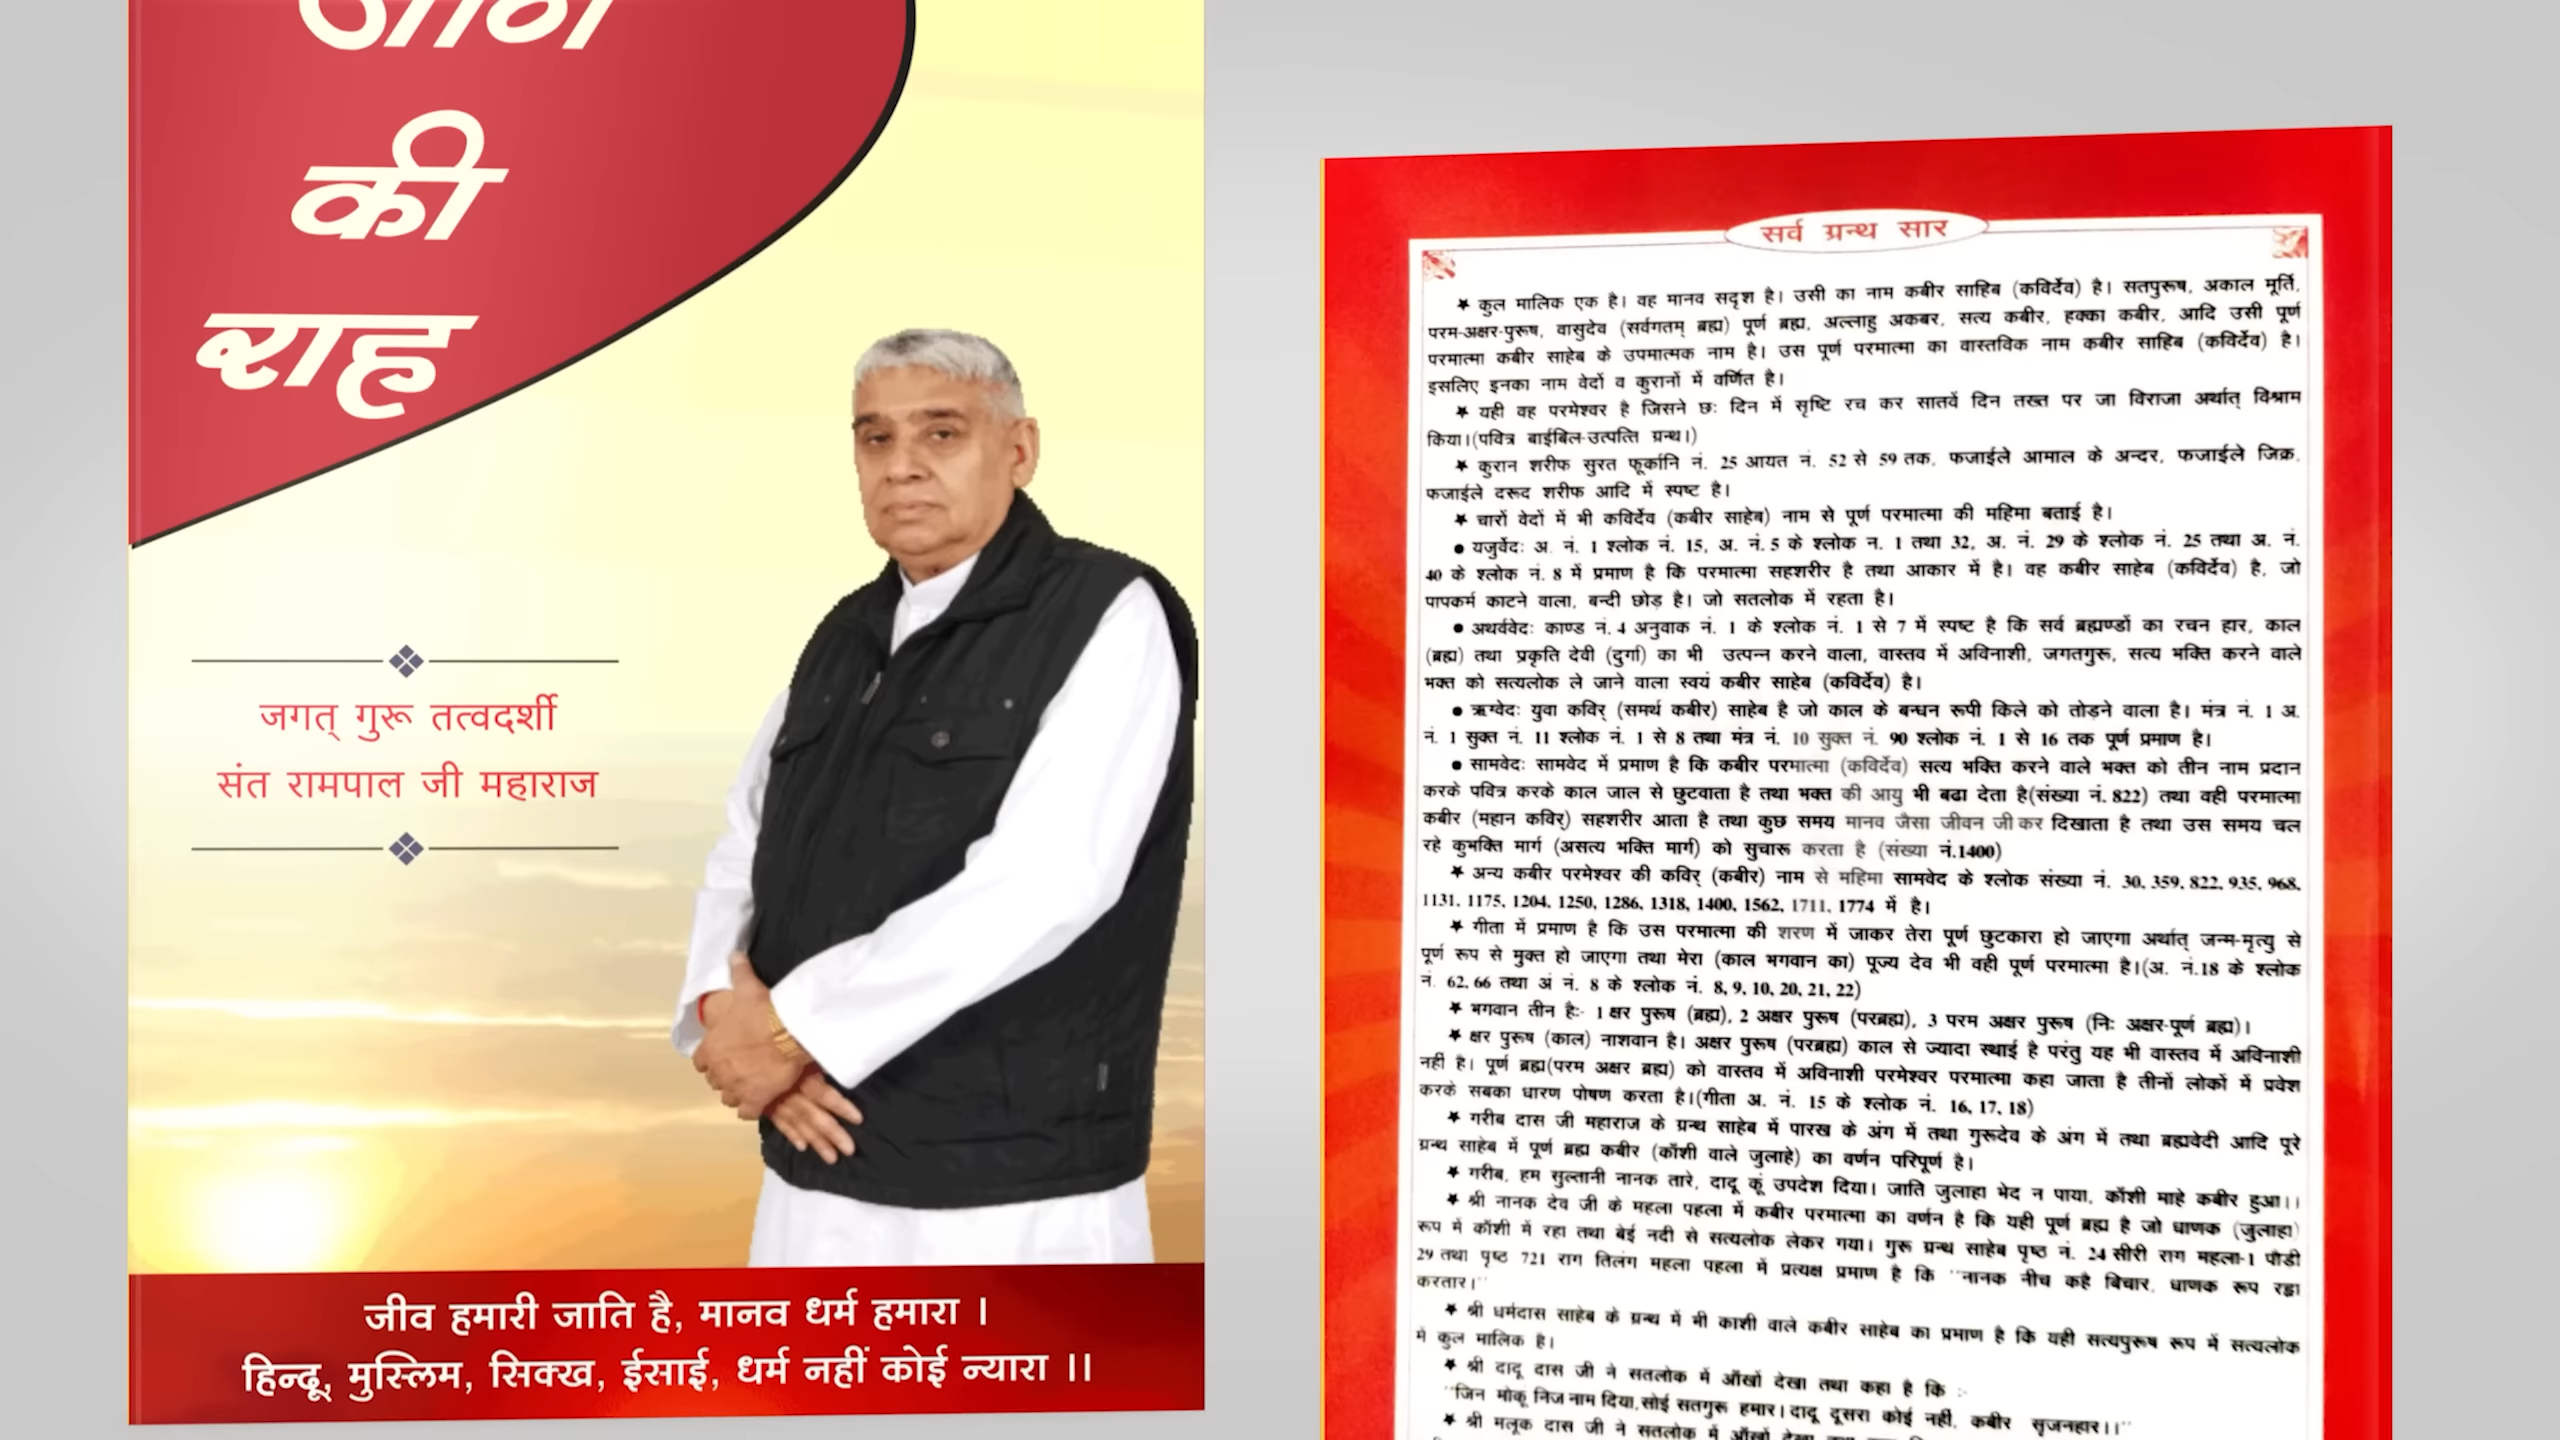 की
राह
जगत् गुरू तत्वदर्शी
संत रामपाल जी महाराज
जीव हमारी जाति है, मानव धर्म हमारा ।
हिन्दू, मुस्लिम, सिक्ख, ईसाई, धर्म नहीं कोई न्यारा ।।
सर्व ग्रन्थ सार
★ कुल मालिक एक है। वह मानव सदृश है। उसी का नाम कबीर साहिब (कविर्देव) है। सतपुरूष, अकाल मूर्ति,
परम-अक्षर-पुरूष, वासुदेव (सर्वगतम् ब्रह्म) पूर्ण ब्रह्म, अल्लाहु अकबर, सत्य कबीर, हक्का कबीर, आदि उसी पूर्ण
परमात्मा कबीर साहेब के उपमात्मक नाम है। उस पूर्ण परमात्मा का वास्तविक नाम कबीर साहिब (कविर्देव) है।
इसलिए इनका नाम वेदों व कुरानों में वर्णित है।
★ यही वह परमेश्वर है जिसने छः दिन में सृष्टि रच कर सातवें दिन तख्त पर जा विराजा अर्थात् विश्राम
किया।(पवित्र बाईबिल-उत्पत्ति ग्रन्थ।)
★ कुरान शरीफ सुरत फूर्कानि नं. 25 आयत नं. 52 से 59 तक, फजाईले आमाल के अन्दर, फजाईले जिक्र,
फजाईले दरूद शरीफ आदि में स्पष्ट है।
★ चारों वेदों में भी कविर्देव (कबीर साहेब) नाम से पूर्ण परमात्मा की महिमा बताई है।
● यजुर्वेदः अ. नं. 1 श्लोक नं. 15, अ. नं. 5 के श्लोक न. 1 तथा 32, अ. नं. 29 के श्लोक नं. 25 तथा अ. नं.
40 के श्लोक नं. 8 में प्रमाण है कि परमात्मा सहशरीर है तथा आकार में है। वह कबीर साहेब (कविर्देव) है, जो
पापकर्म काटने वाला, बन्दी छोड़ है। जो सतलोक में रहता है।
● अथर्ववेदः काण्ड नं. 4 अनुवाक नं. 1 के श्लोक नं. 1 से 7 में स्पष्ट है कि सर्व ब्रह्मण्डों का रचन हार, काल
(ब्रह्म) तथा प्रकृति देवी (दुर्गा) का भी उत्पन्न करने वाला, वास्तव में अविनाशी, जगतगुरू, सत्य भक्ति करने वाले
भक्त को सत्यलोक ले जाने वाला स्वयं कबीर साहेब (कविर्देव) है।
● ऋग्वेदः युवा कविर् (समर्थ कबीर) साहेब है जो काल के बन्धन रूपी किले को तोड़ने वाला है। मंत्र नं. 1 अ.
नं. 1 सुक्त नं. 11 श्लोक नं. 1 से 8 तथा मंत्र नं. 10 सुक्त नं. 90 श्लोक नं. 1 से 16 तक पूर्ण प्रमाण है।
● सामवेदः सामवेद में प्रमाण है कि कबीर परमात्मा (कविर्देव) सत्य भक्ति करने वाले भक्त को तीन नाम प्रदान
करके पवित्र करके काल जाल से छुटवाता है तथा भक्त की आयु भी बढा देता है(संख्या नं. 822) तथा वही परमात्मा
कबीर (महान कविर्) सहशरीर आता है तथा कुछ समय मानव जैसा जीवन जी कर दिखाता है तथा उस समय चल
रहे कुभक्ति मार्ग (असत्य भक्ति मार्ग) को सुचारू करता है (संख्या नं.1400)
★ अन्य कबीर परमेश्वर की कविर् (कबीर) नाम से महिमा सामवेद के श्लोक संख्या नं. 30, 359, 822, 935, 968,
1131, 1175, 1204, 1250, 1286, 1318, 1400, 1562, 1711, 1774 में है।
★ गीता में प्रमाण है कि उस परमात्मा की शरण में जाकर तेरा पूर्ण छुटकारा हो जाएगा अर्थात् जन्म-मृत्यु से
पूर्ण रूप से मुक्त हो जाएगा तथा मेरा (काल भगवान का) पूज्य देव भी वही पूर्ण परमात्मा है।(अ. नं.18 के श्लोक
नं. 62, 66 तथा अं नं. 8 के श्लोक नं. 8, 9, 10, 20, 21, 22)
★ भगवान तीन हैः- 1 क्षर पुरूष (ब्रह्म), 2 अक्षर पुरूष (परब्रह्म), 3 परम अक्षर पुरूष (निः अक्षर-पूर्ण ब्रह्म)।
★ क्षर पुरूष (काल) नाशवान है। अक्षर पुरूष (परब्रह्म) काल से ज्यादा स्थाई है परंतु यह भी वास्तव में अविनाशी
नहीं है। पूर्ण ब्रह्म(परम अक्षर ब्रह्म) को वास्तव में अविनाशी परमेश्वर परमात्मा कहा जाता है तीनों लोकों में प्रवेश
करके सबका धारण पोषण करता है।(गीता अ. नं. 15 के श्लोक नं. 16, 17, 18)
★ गरीब दास जी महाराज के ग्रन्थ साहेब में पारख के अंग में तथा गुरूदेव के अंग में तथा ब्रह्मवेदी आदि पूरे
ग्रन्थ साहेब में पूर्ण ब्रह्म कबीर (कॉंशी वाले जुलाहे) का वर्णन परिपूर्ण है।
★ गरीब, हम सुल्तानी नानक तारे, दादू कूं उपदेश दिया। जाति जुलाहा भेद न पाया, कॉंशी माहे कबीर हुआ।।
★ श्री नानक देव जी के महला पहला में कबीर परमात्मा का वर्णन है कि यही पूर्ण ब्रह्म है जो धाणक (जुलाहा)
रूप में कॉंशी में रहा तथा बेई नदी से सत्यलोक लेकर गया। गुरू ग्रन्थ साहेब पृष्ठ नं. 24 सीरी राग महला-1 पौडी
29 तथा पृष्ठ 721 राग तिलंग महला पहला में प्रत्यक्ष प्रमाण है कि ''नानक नीच कहै बिचार, धाणक रूप रहा
करतार।''
★ श्री धर्मदास साहेब के ग्रन्थ में भी काशी वाले कबीर साहेब का प्रमाण है कि यही सत्यपुरूष रूप में सत्यलोक
में कुल मालिक है।
★ श्री दादू दास जी ने सतलोक में ऑंखों देखा तथा कहा है कि :-
''जिन मोकू निज नाम दिया,सोई सतगुरू हमार। दादू दूसरा कोई नहीं, कबीर सृजनहार।।''
★ श्री मलूक दास जी ने सतलोक में ऑंखों देखा तथा